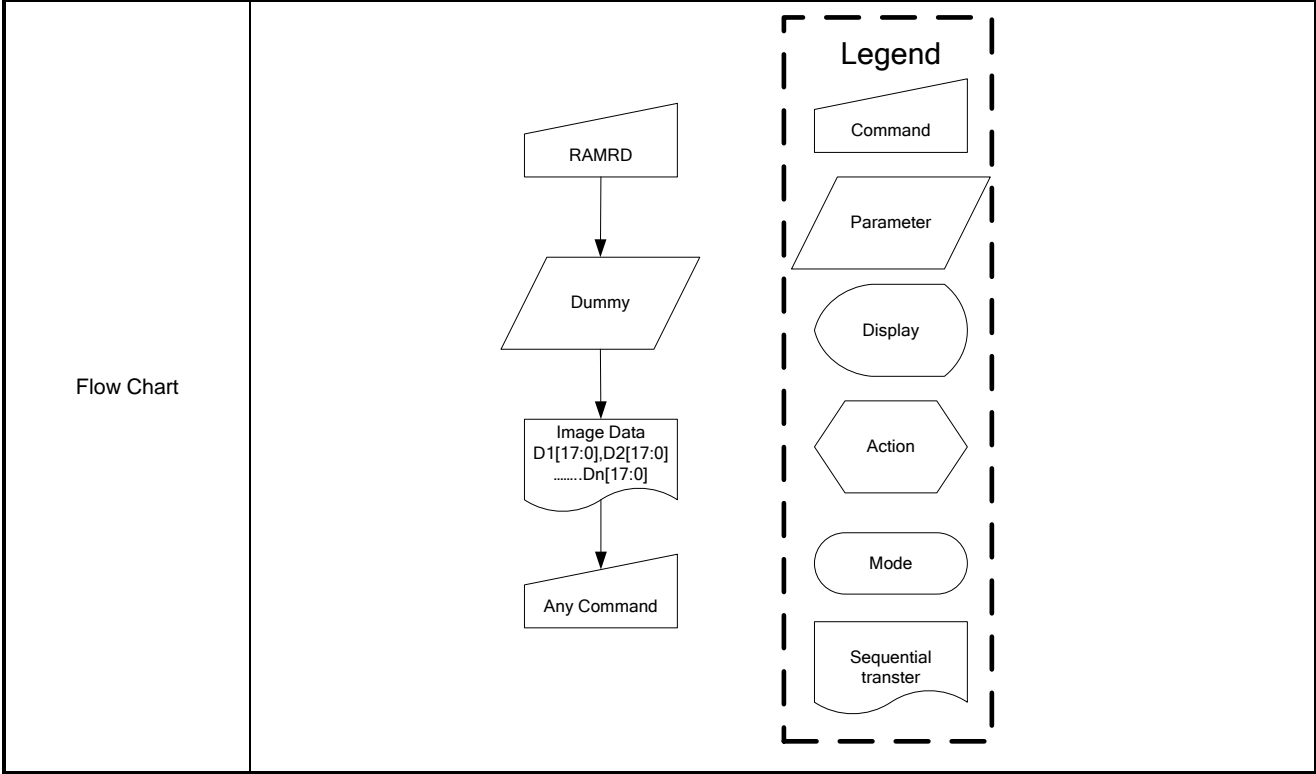 Flow Chart
RAMRD
Dummy
Image Data
D1[17:0],D2[17:0]
........Dn[17:0]
Any Command
Legend
Command
Parameter
Display
Action
Mode
Sequential
transter